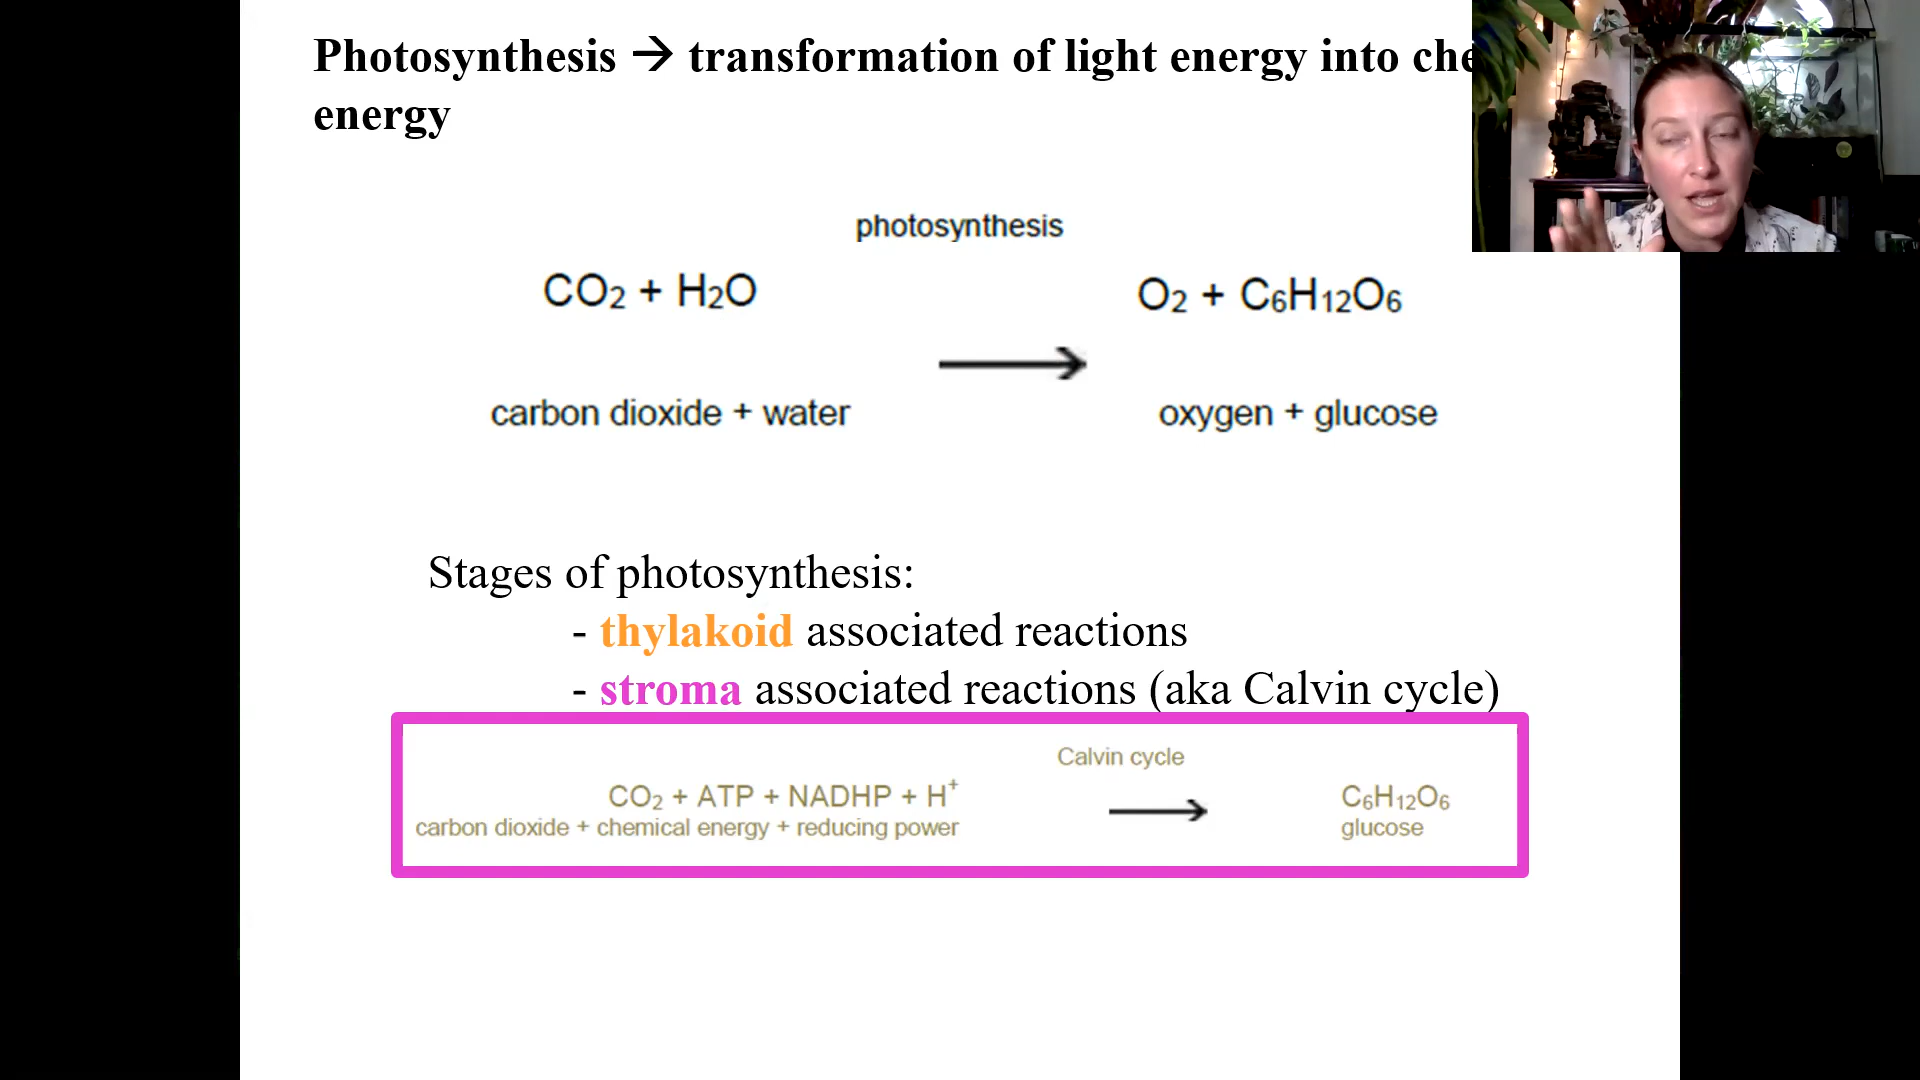 Photosynthesis → transformation of light energy into che
energy
photosynthesis
CO₂ + H₂O
O₂ + C₆H₁₂O₆
carbon dioxide + water
oxygen + glucose
Stages of photosynthesis:
- thylakoid associated reactions
- stroma associated reactions (aka Calvin cycle)
Calvin cycle
CO₂ + ATP + NADHP + H⁺
C₆H₁₂O₆
carbon dioxide + chemical energy + reducing power
glucose